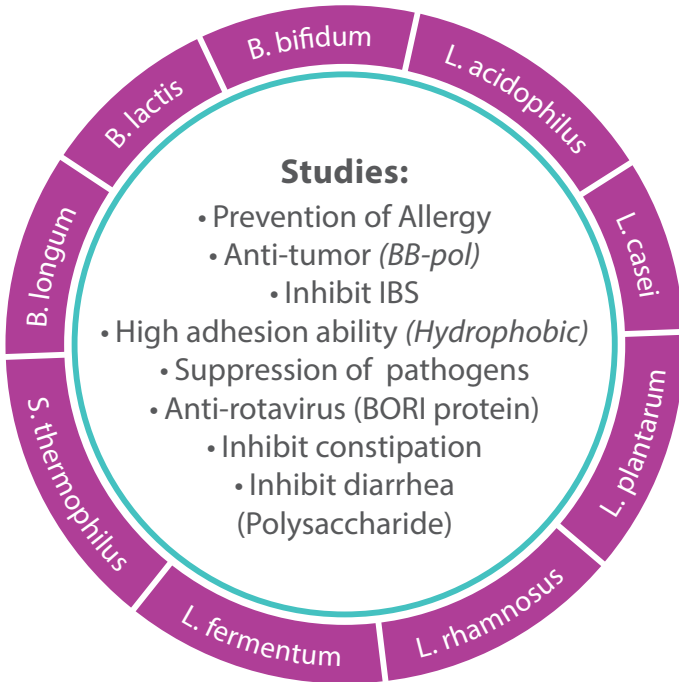 B. bifidum
L. acidophilus
L. casei
L. plantarum
L. rhamnosus
L. fermentum
S. thermophilus
B. longum
B. lactis
Studies:
• Prevention of Allergy
• Anti-tumor (BB-pol)
• Inhibit IBS
• High adhesion ability (Hydrophobic)
• Suppression of pathogens
• Anti-rotavirus (BORI protein)
• Inhibit constipation
• Inhibit diarrhea
(Polysaccharide)